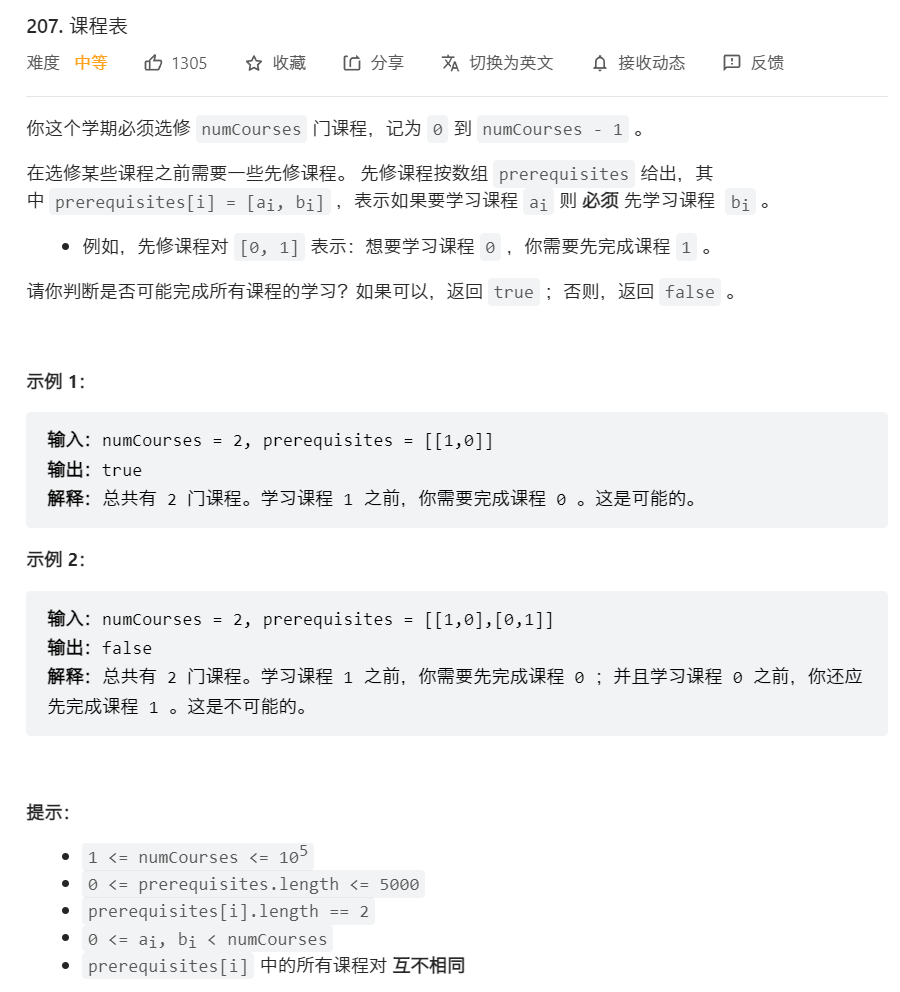 207. 课程表
难度 中等 1305 收藏 分享 切换为英文 接收动态 反馈
你这个学期必须选修 numCourses 门课程，记为 0 到 numCourses - 1 。
在选修某些课程之前需要一些先修课程。 先修课程按数组 prerequisites 给出，其
中 prerequisites[i] = [ai, bi] ，表示如果要学习课程 ai 则 必须 先学习课程 bi 。
• 例如，先修课程对 [0, 1] 表示：想要学习课程 0 ，你需要先完成课程 1 。
请你判断是否可能完成所有课程的学习？如果可以，返回 true ；否则，返回 false 。
示例 1：
输入：numCourses = 2, prerequisites = [[1,0]]
输出：true
解释：总共有 2 门课程。学习课程 1 之前，你需要完成课程 0 。这是可能的。
示例 2：
输入：numCourses = 2, prerequisites = [[1,0],[0,1]]
输出：false
解释：总共有 2 门课程。学习课程 1 之前，你需要先完成课程 0 ；并且学习课程 0 之前，你还应
先完成课程 1 。这是不可能的。
提示：
• 1 <= numCourses <= 10⁵
• 0 <= prerequisites.length <= 5000
• prerequisites[i].length == 2
• 0 <= ai, bi < numCourses
• prerequisites[i] 中的所有课程对 互不相同